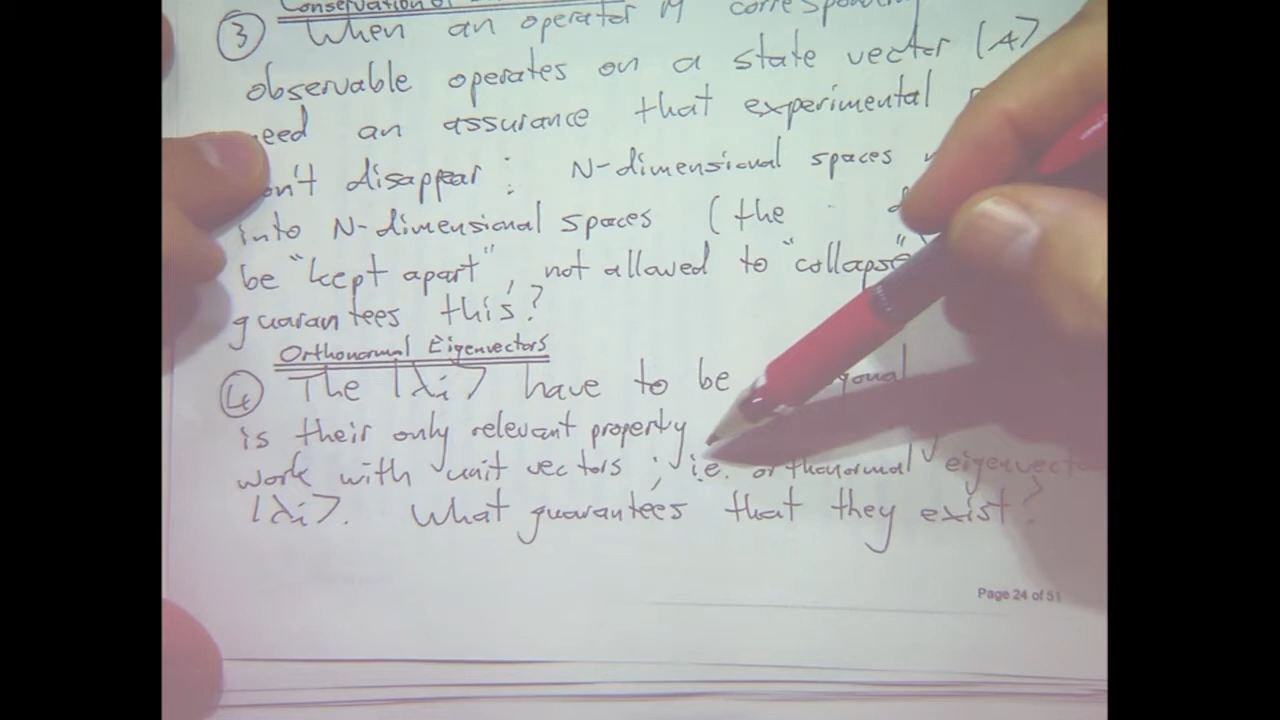 Conservation of
③ When an operator M
observable operates on a state vector |A>
need an assurance that experimental
on't disappear : N-dimensional spaces
into N-dimensional spaces (the
be "kept apart", not allowed to "collapse"
guarantees this?
Orthonormal Eigenvectors
④ The |λi> have to be
is their only relevant property
work with unit vectors ; i.e. orthonormal eigenvecto
|λi>. What guarantees that they exist?
Page 24 of 51